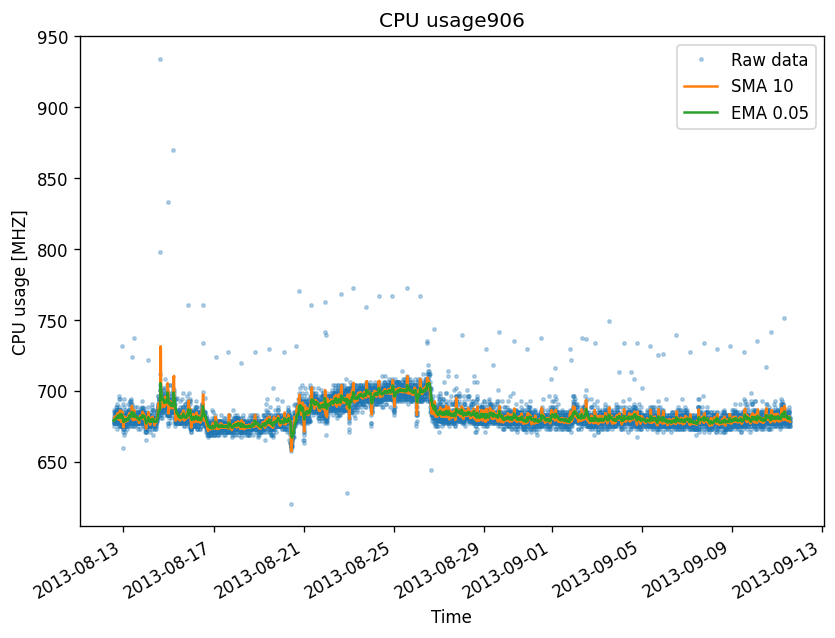 CPU usage906
950
900
850
800
750
700
650
CPU usage [MHZ]
Raw data
SMA 10
EMA 0.05
2013-08-13
2013-08-17
2013-08-21
2013-08-25
2013-08-29
2013-09-01
2013-09-05
2013-09-09
2013-09-13
Time